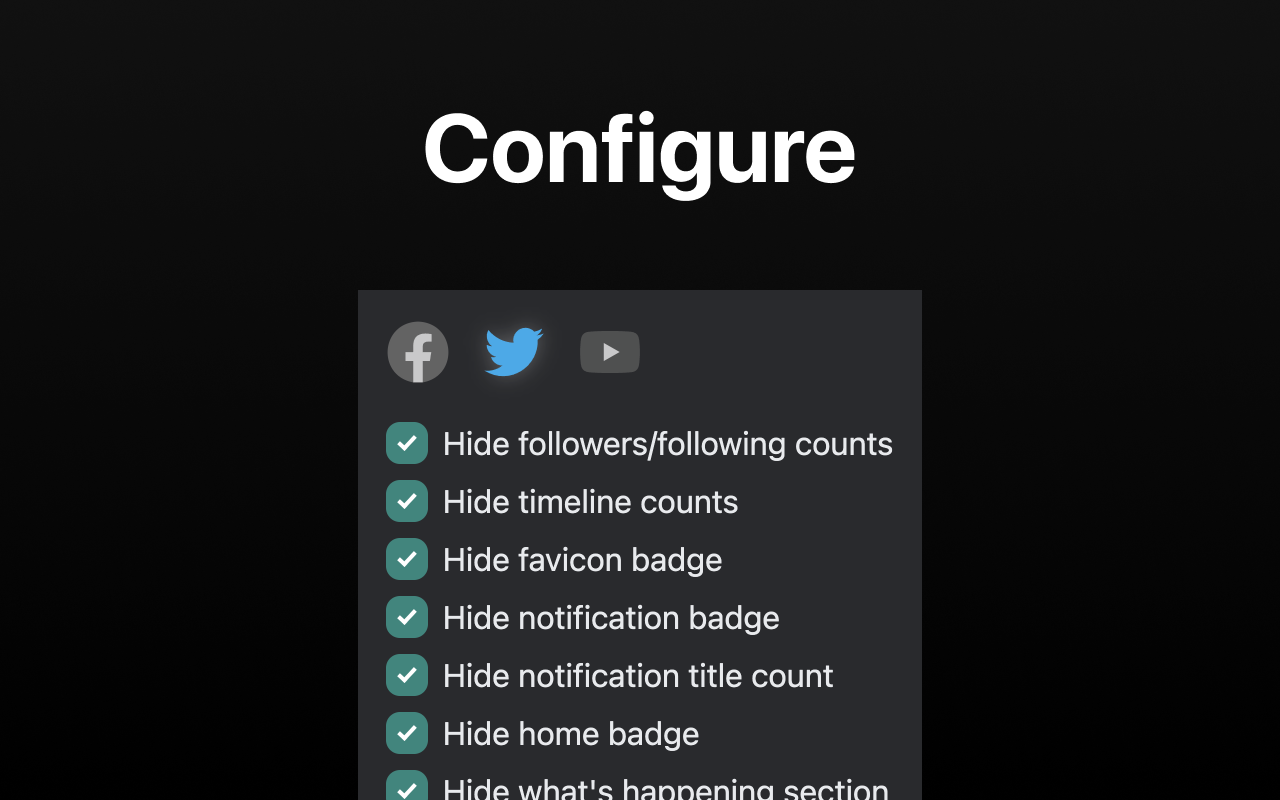 Configure
Hide followers/following counts
Hide timeline counts
Hide favicon badge
Hide notification badge
Hide notification title count
Hide home badge
Hide what's happening section